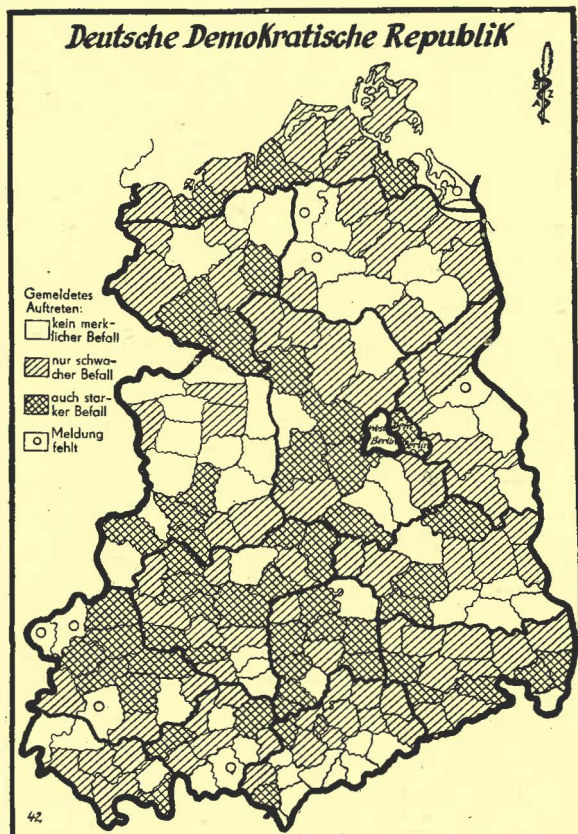 Deutsche Demokratische Republik
B Z
A
Gemeldetes
Auftreten:
kein merk-
licher Befall
nur schwa-
cher Befall
auch star-
ker Befall
Meldung
fehlt
Berlin
42